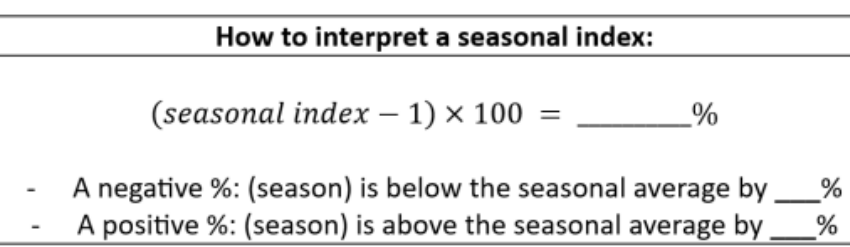 How to interpret a seasonal index:
(seasonal index − 1) × 100 = ________%
- A negative %: (season) is below the seasonal average by ___%
- A positive %: (season) is above the seasonal average by ___%